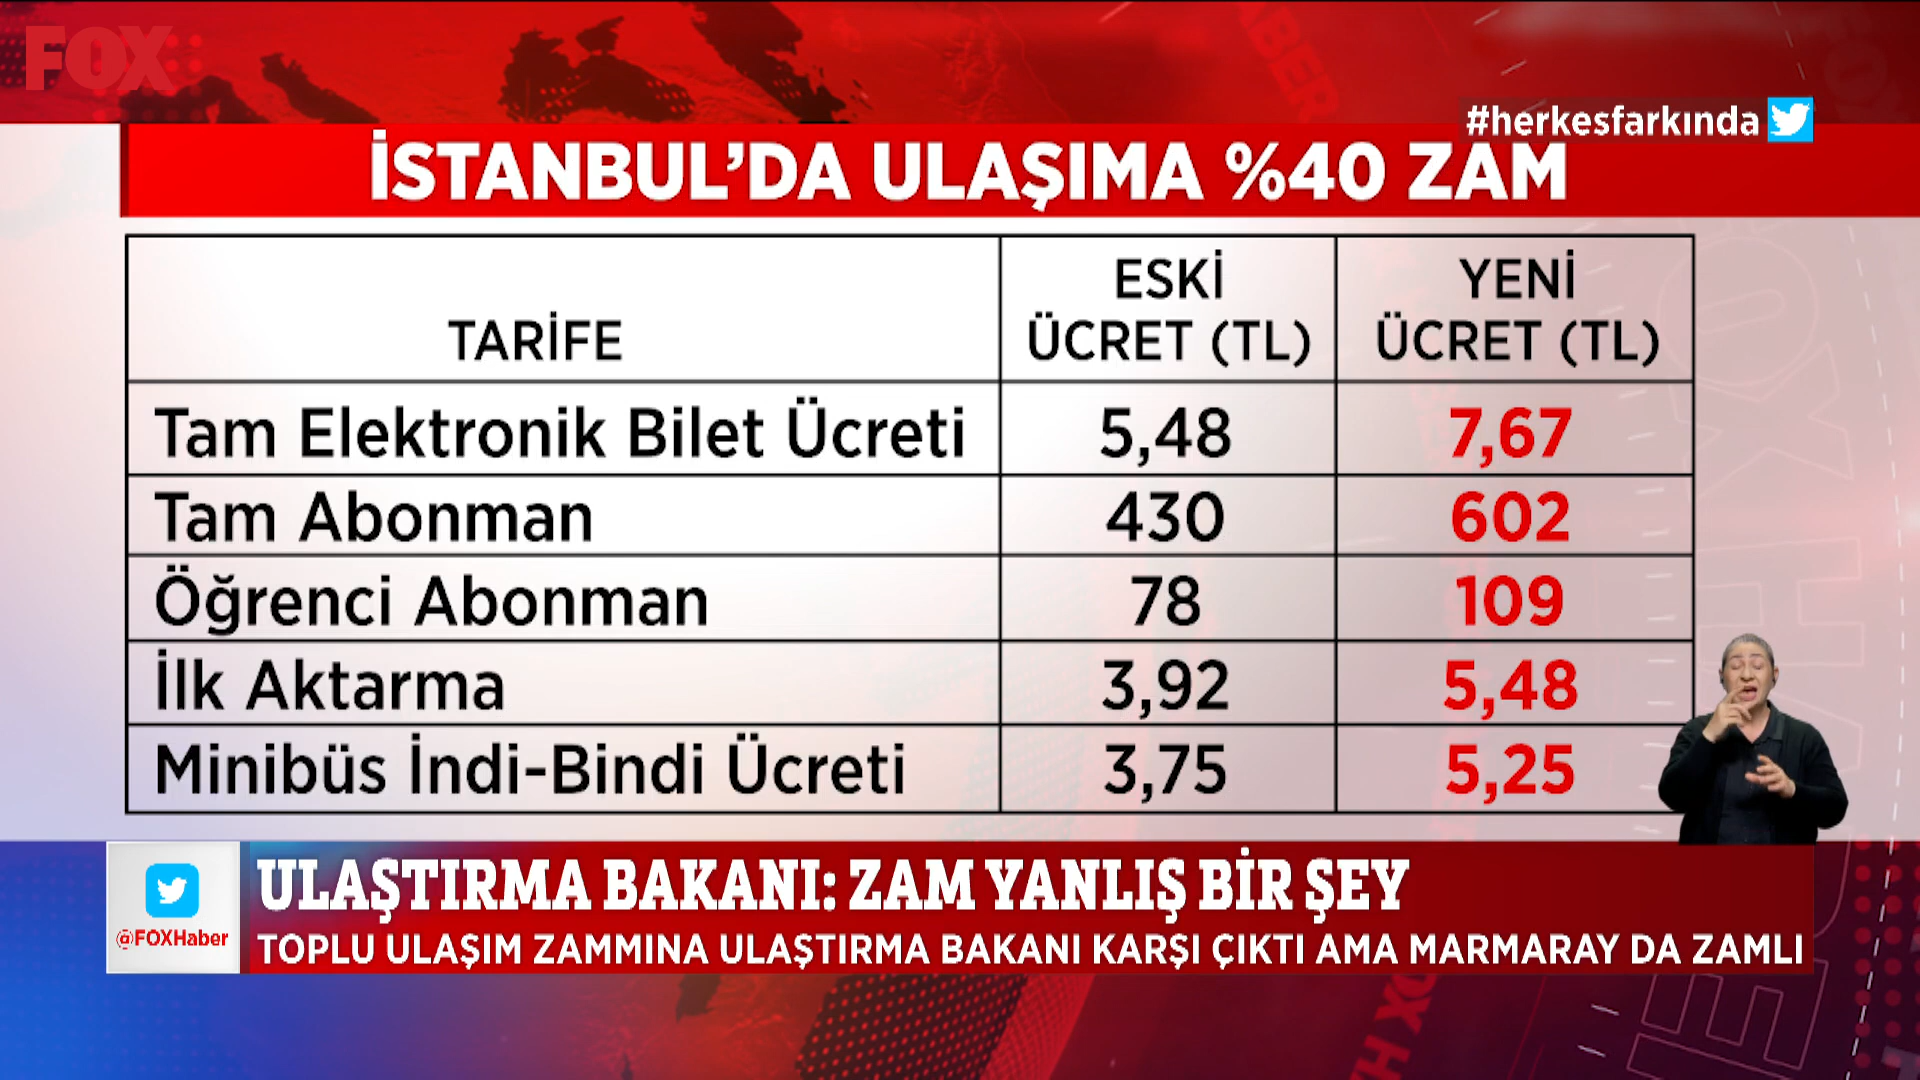 FOX
#herkesfarkında
İSTANBUL'DA ULAŞIMA %40 ZAM
TARİFE
ESKİ
ÜCRET (TL)
YENİ
ÜCRET (TL)
Tam Elektronik Bilet Ücreti 5,48 7,67
Tam Abonman 430 602
Öğrenci Abonman 78 109
İlk Aktarma 3,92 5,48
Minibüs İndi-Bindi Ücreti 3,75 5,25
ULAŞTIRMA BAKANI: ZAM YANLIŞ BİR ŞEY
@FOXHaber
TOPLU ULAŞIM ZAMMINA ULAŞTIRMA BAKANI KARŞI ÇIKTI AMA MARMARAY DA ZAMLI